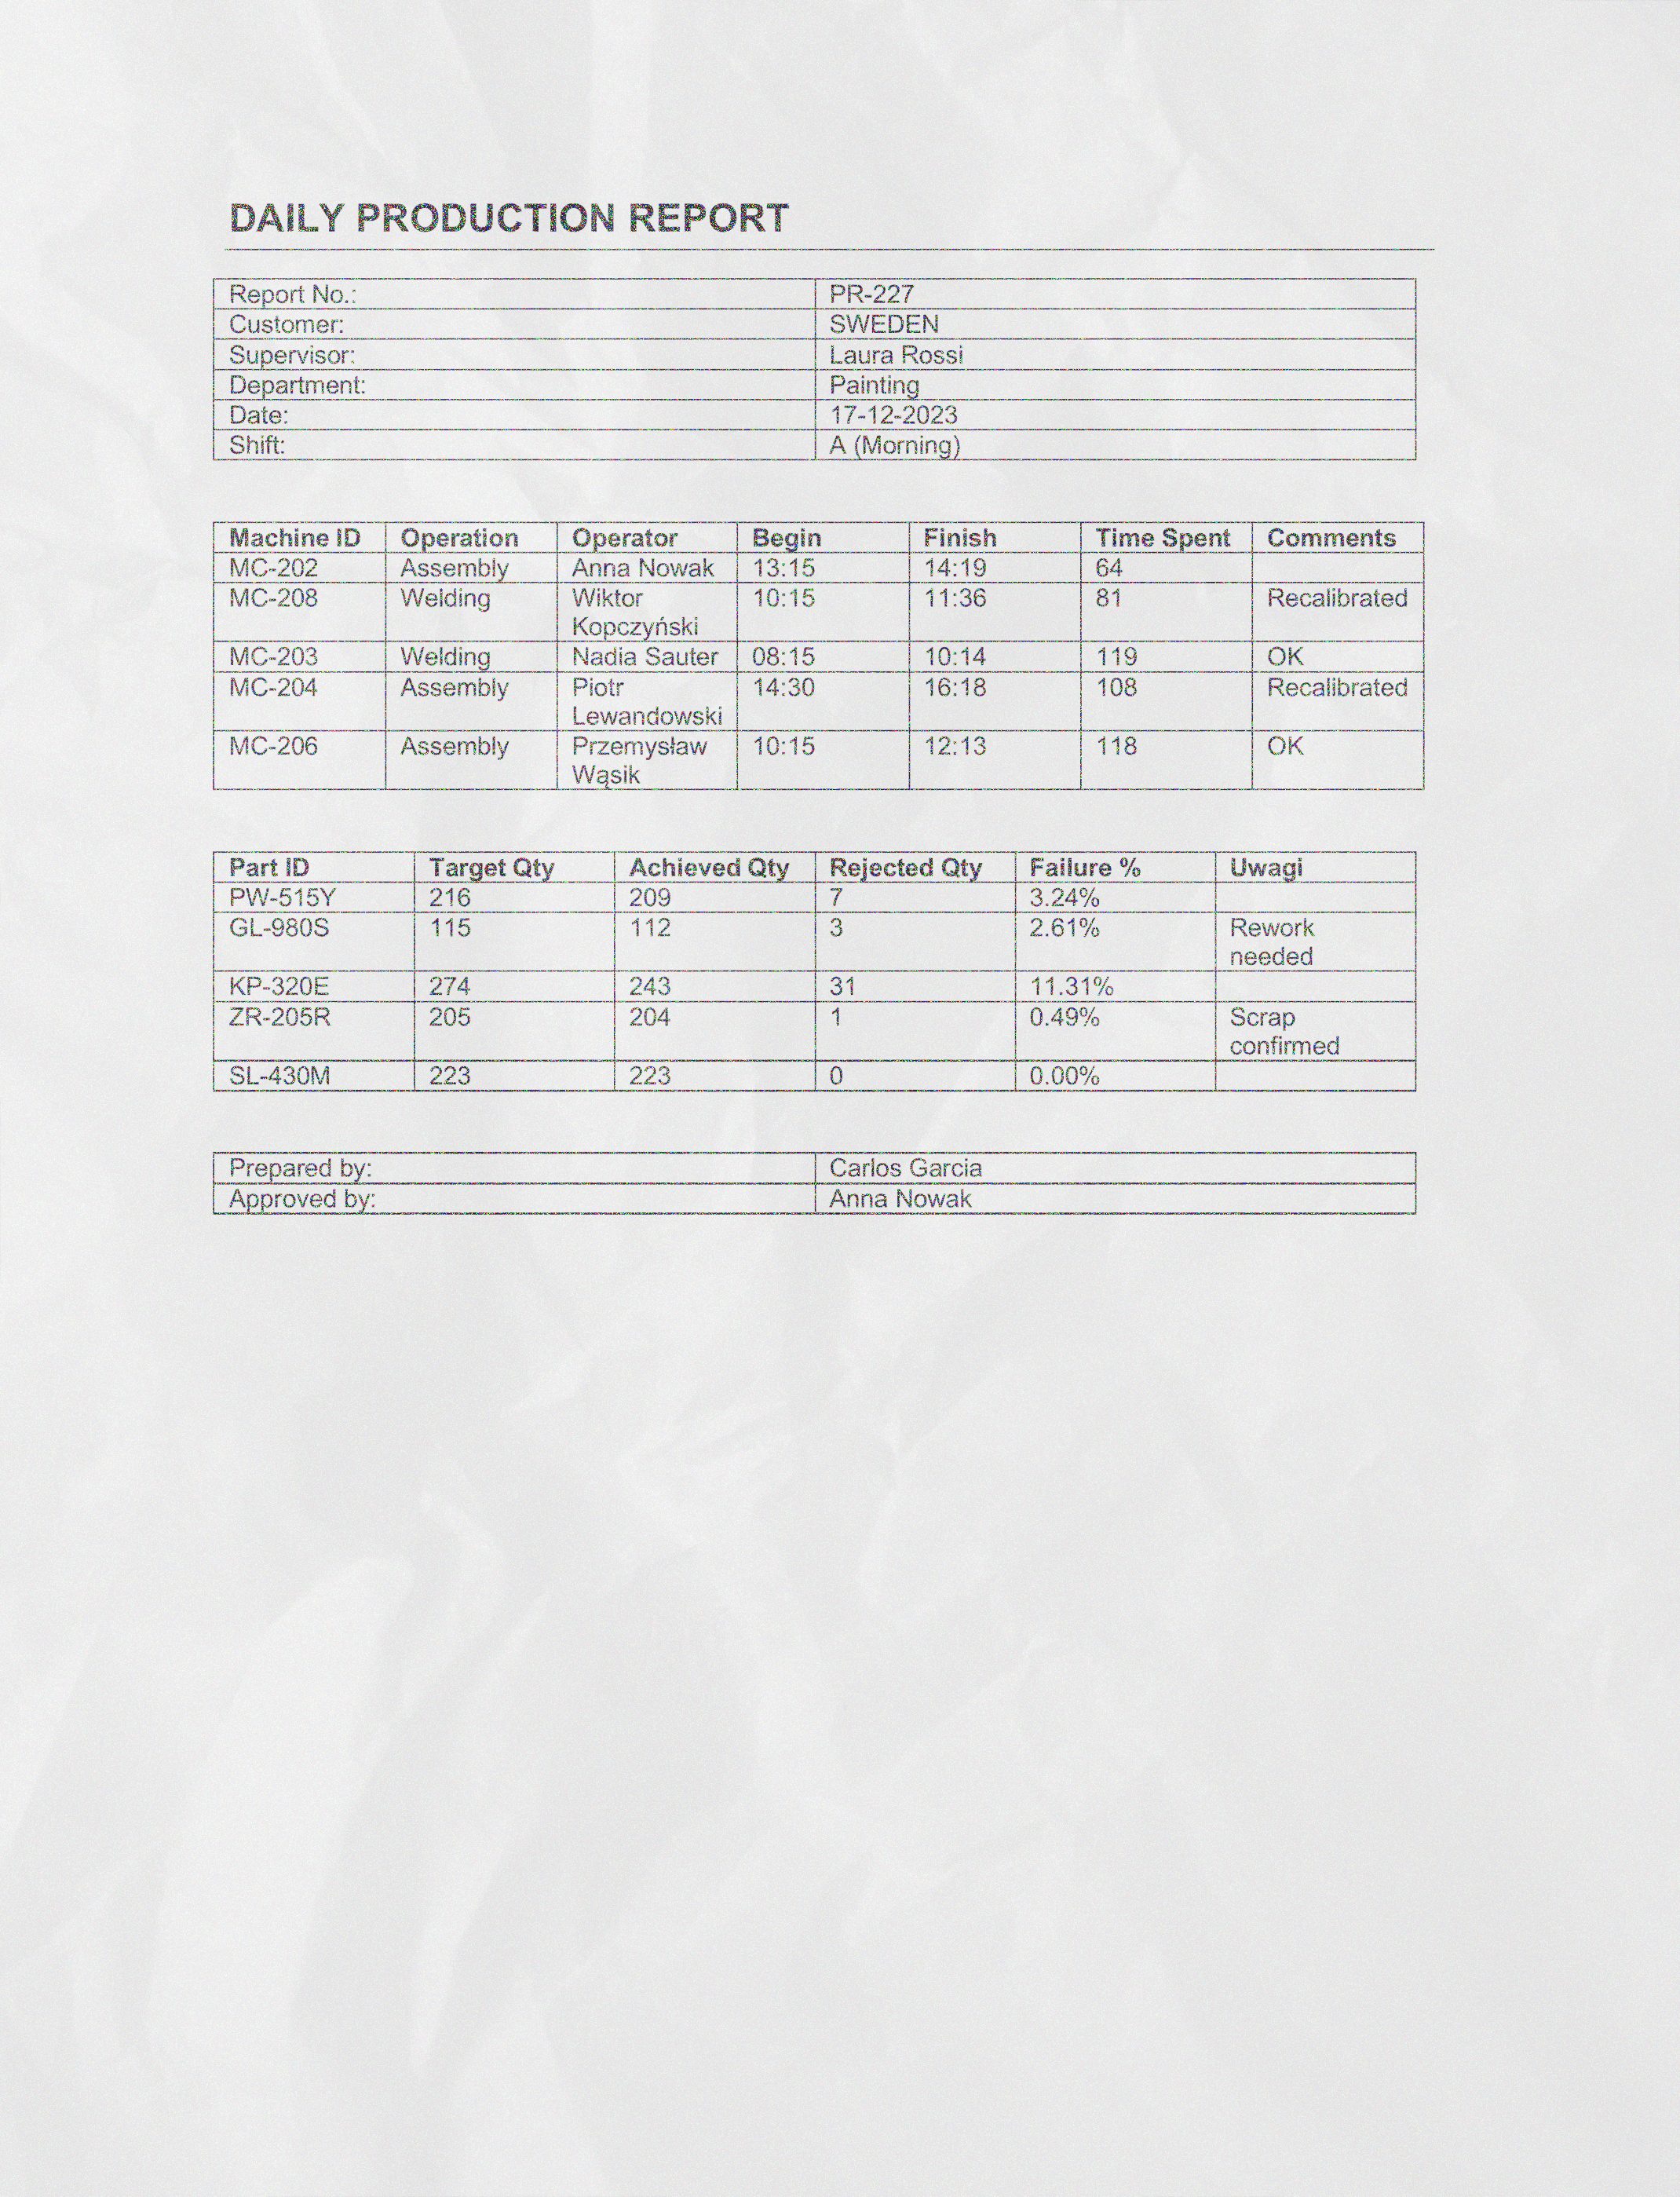 DAILY PRODUCTION REPORT
Report No.: PR-227
Customer: SWEDEN
Supervisor: Laura Rossi
Department: Painting
Date: 17-12-2023
Shift: A (Morning)
Machine ID Operation Operator Begin Finish Time Spent Comments
MC-202 Assembly Anna Nowak 13:15 14:19 64
MC-208 Welding Wiktor 10:15 11:36 81 Recalibrated
Kopczyński
MC-203 Welding Nadia Sauter 08:15 10:14 119 OK
MC-204 Assembly Piotr 14:30 16:18 108 Recalibrated
Lewandowski
MC-206 Assembly Przemysław 10:15 12:13 118 OK
Wąsik
Part ID Target Qty Achieved Qty Rejected Qty Failure % Uwagi
PW-515Y 216 209 7 3.24%
GL-980S 115 112 3 2.61% Rework
needed
KP-320E 274 243 31 11.31%
ZR-205R 205 204 1 0.49% Scrap
confirmed
SL-430M 223 223 0 0.00%
Prepared by: Carlos Garcia
Approved by: Anna Nowak